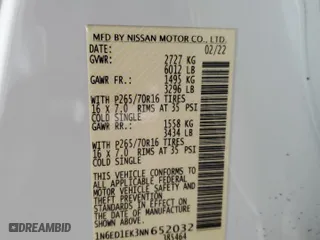 MFD BY NISSAN MOTOR CO., LTD.
DATE: 02/22
GVWR: 2727 KG
6012 LB
GAWR FR.: 1495 KG
3296 LB
WITH P265/70R16 TIRES
16 X 7.0 RIMS AT 35 PSI
COLD SINGLE
GAWR RR.: 1558 KG
3434 LB
WITH P265/70R16 TIRES
16 X 7.0 RIMS AT 35 PSI
COLD SINGLE
THIS VEHICLE CONFORMS TO ALL
APPLICABLE FEDERAL MOTOR VEHICLE
SAFETY STANDARDS AND
THEFT PREVENTION STANDARDS
IN EFFECT ON THE DATE OF
MANUFACTURE SHOWN ABOVE.
1N6ED1EK3NN652032
185464
DREAMBID